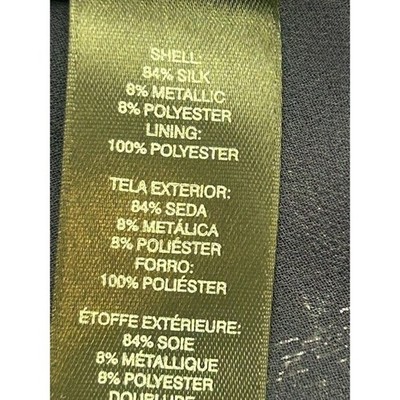 SHELL:
84% SILK
8% METALLIC
8% POLYESTER
LINING:
100% POLYESTER
TELA EXTERIOR:
84% SEDA
8% METÁLICA
8% POLIÉSTER
FORRO:
100% POLIÉSTER
ÉTOFFE EXTÉRIEURE:
84% SOIE
8% MÉTALLIQUE
8% POLYESTER
DOUBLURE